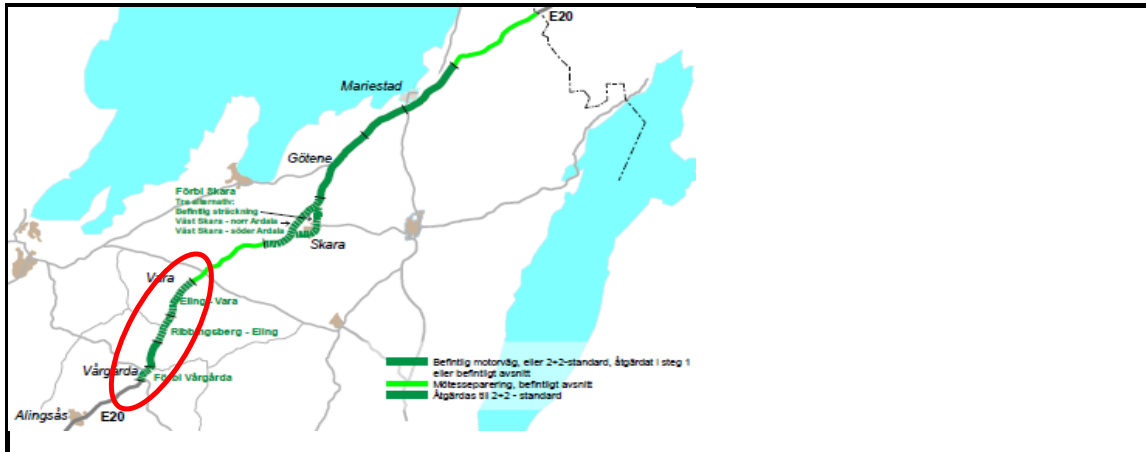 E20
Mariestad
Götene
Förbi Skara
Tre alternativ:
Befintlig sträckning
Väst Skara - norr Ardala
Väst Skara - söder Ardala
Skara
Vara
Eling - Vara
Ribbingsberg - Eling
Vårgårda
Förbi Vårgårda
Alingsås
E20
Befintlig motorväg, eller 2+2-standard, åtgärdat i steg 1
eller befintligt avsnitt
Mötesseparering, befintligt avsnitt
Åtgärdas till 2+2 - standard